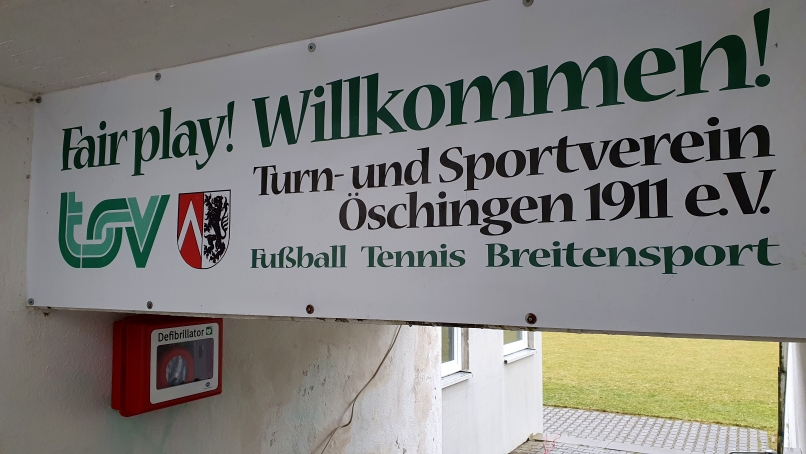 Fair play! Willkommen!
Turn- und Sportverein
Öschingen 1911 e.V.
tsv
Fußball Tennis Breitensport
Defibrillator